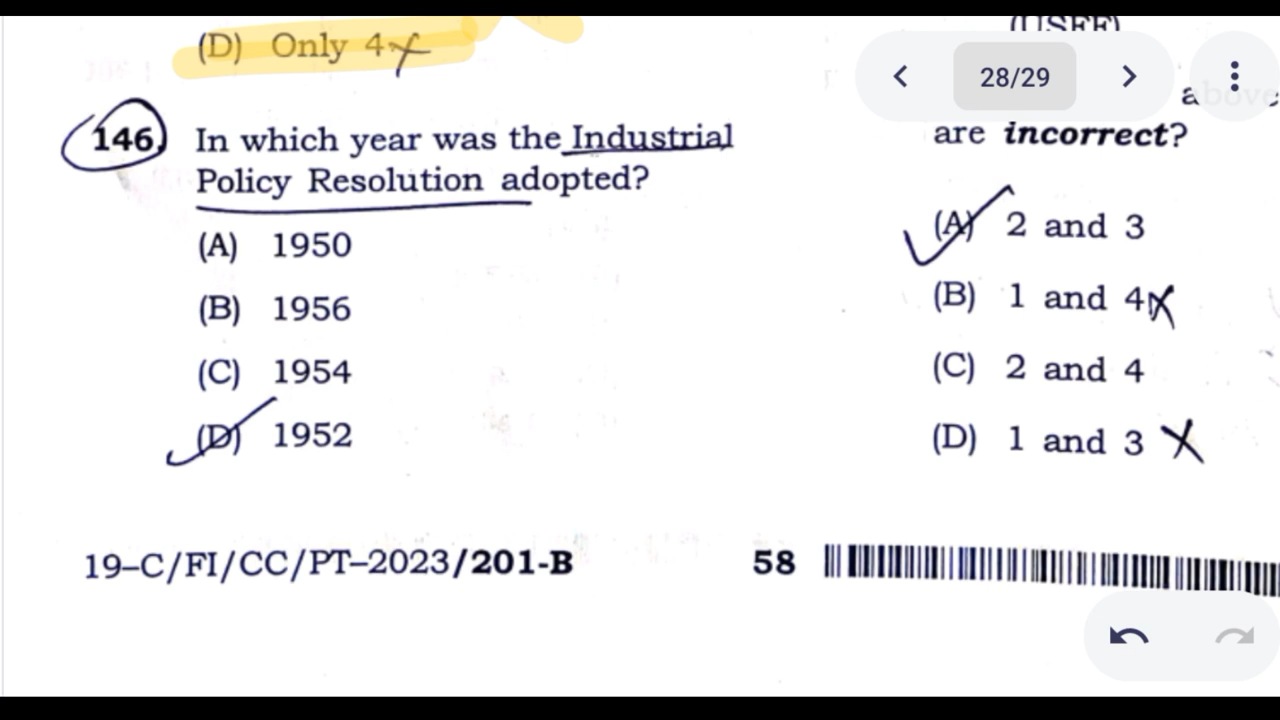 (D) Only 4
146. In which year was the Industrial
Policy Resolution adopted?
(A) 1950
(B) 1956
(C) 1954
(D) 1952
19–C/FI/CC/PT–2023/201-B
58
28/29
above
are incorrect?
(A) 2 and 3
(B) 1 and 4
(C) 2 and 4
(D) 1 and 3